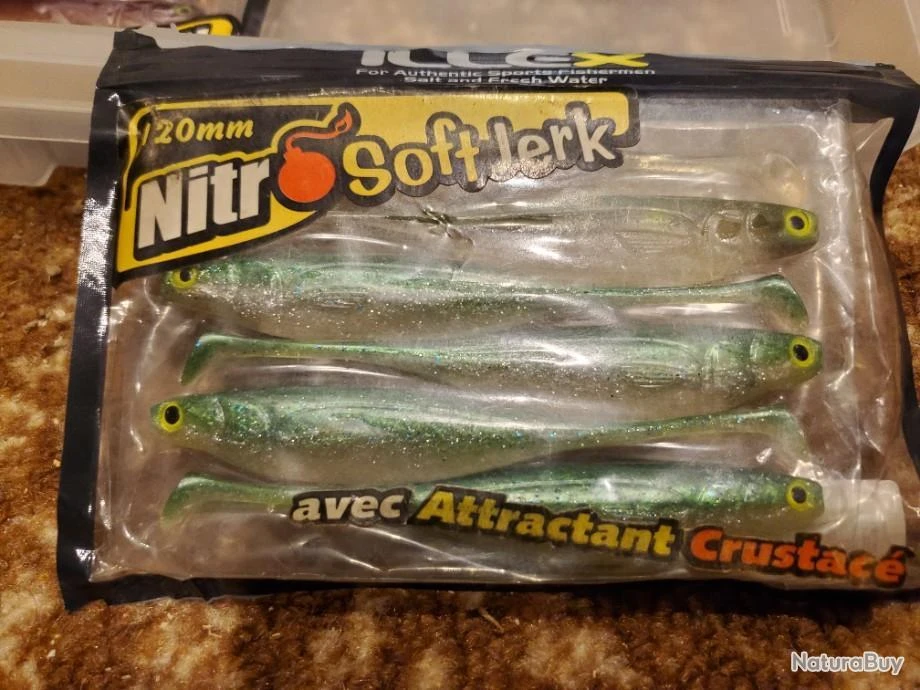 ILLEX
For Authentic Sports Fishermen
Salt and Fresh Water
120mm
Nitro Soft Jerk
avec Attractant Crustacé
NaturaBuy